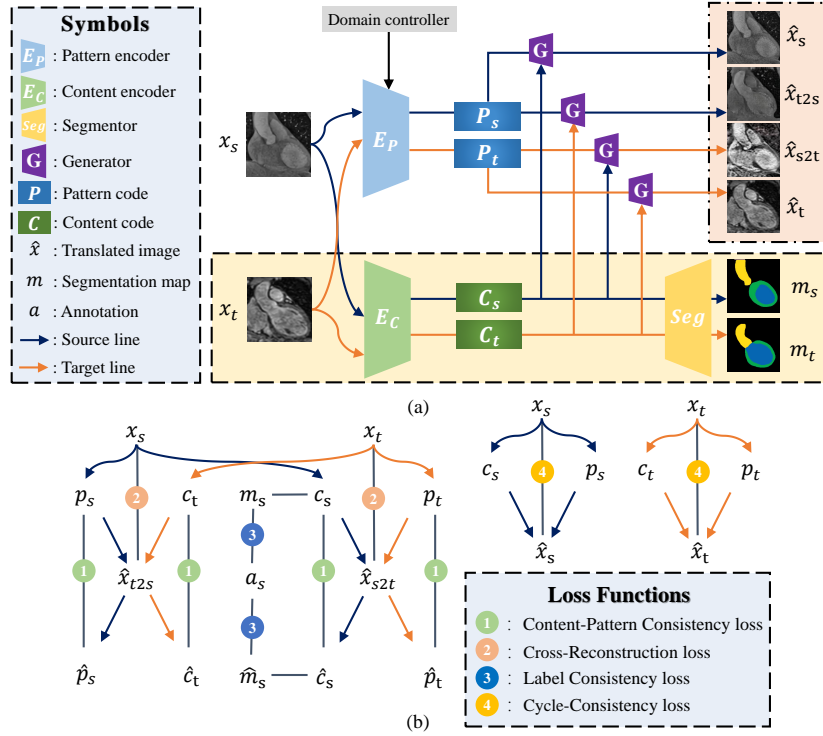 Symbols
E_P : Pattern encoder
E_C : Content encoder
Seg : Segmentor
G : Generator
P : Pattern code
C : Content code
x̂ : Translated image
m : Segmentation map
a : Annotation
: Source line
: Target line
Domain controller
x_s
E_P
P_s
P_t
G
G
G
G
x̂_s
x̂_t2s
x̂_s2t
x̂_t
x_t
E_C
C_s
C_t
Seg
m_s
m_t
(a)
x_s x_t
p_s 2 c_t m_s c_s 2 p_t
3
1 x̂_t2s 1 a_s 1 x̂_s2t 1
3
p̂_s ĉ_t m̂_s ĉ_s p̂_t
x_s x_t
c_s 4 p_s c_t 4 p_t
x̂_s x̂_t
Loss Functions
1 : Content-Pattern Consistency loss
2 : Cross-Reconstruction loss
3 : Label Consistency loss
4 : Cycle-Consistency loss
(b)